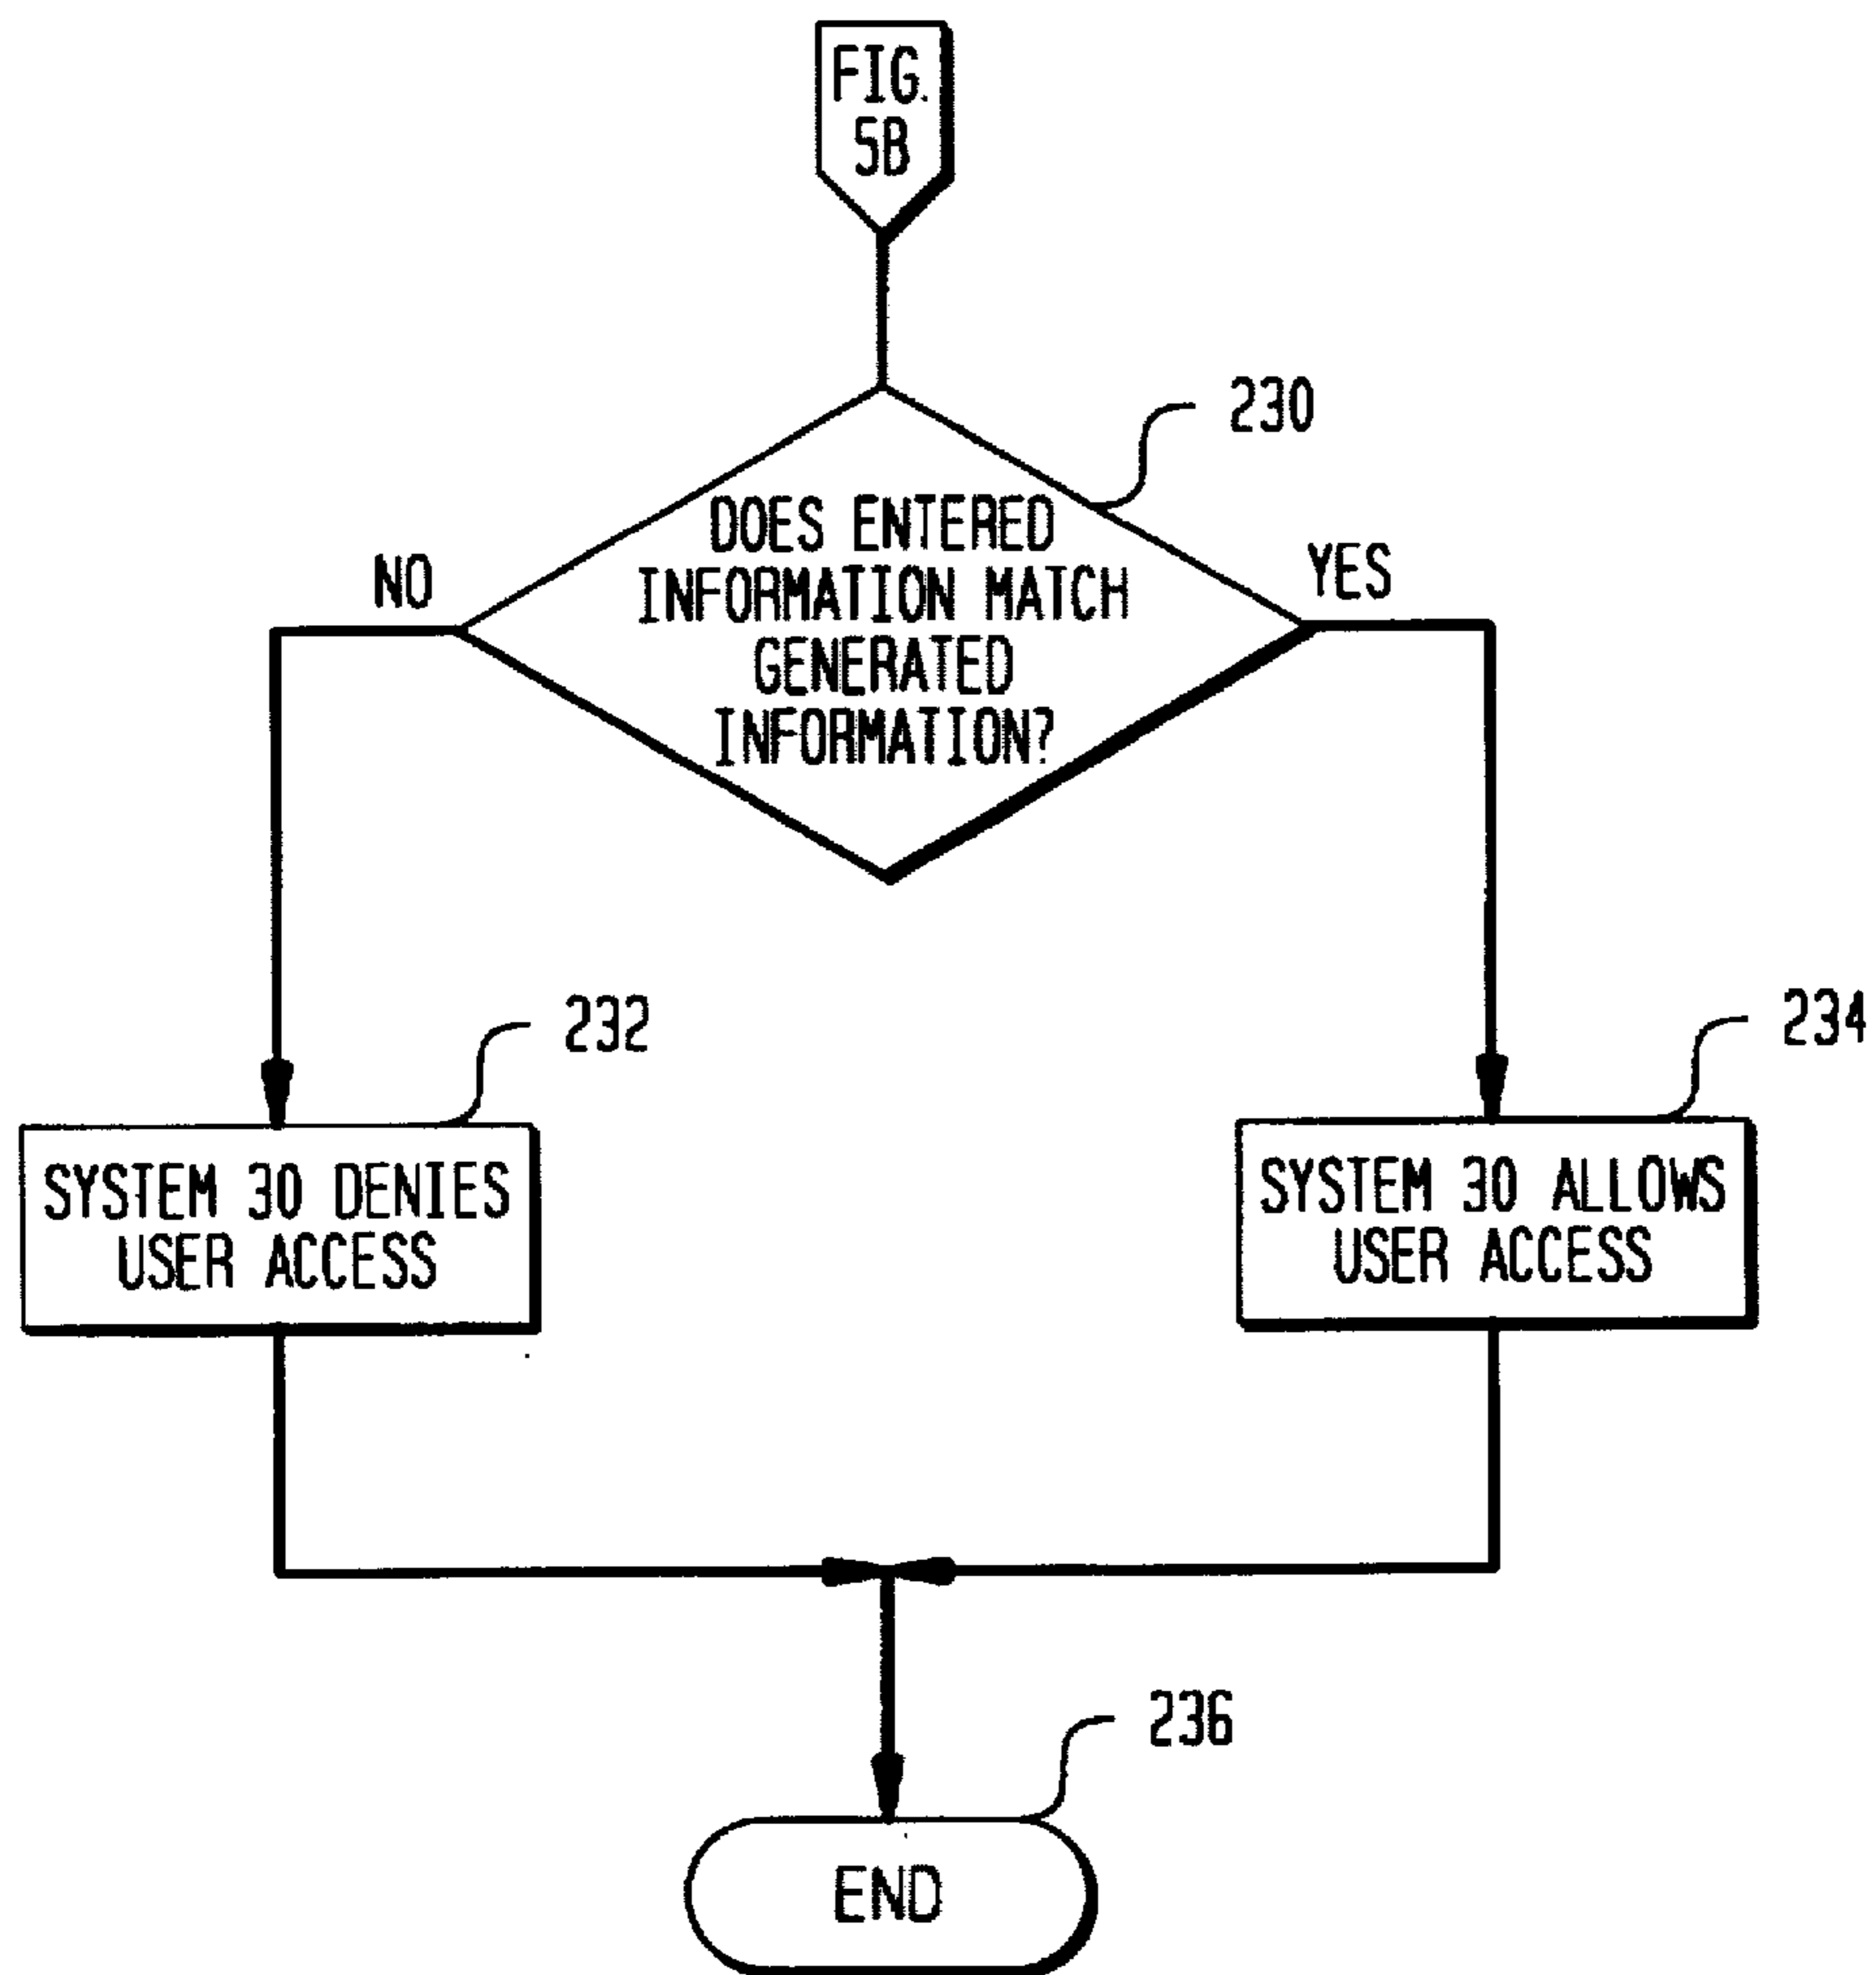 FIG.
5B
230
DOES ENTERED
INFORMATION MATCH
GENERATED
INFORMATION?
NO
YES
232
234
SYSTEM 30 DENIES
USER ACCESS
SYSTEM 30 ALLOWS
USER ACCESS
236
END